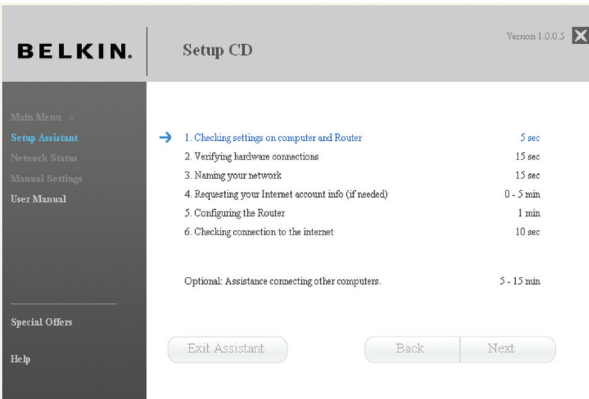 BELKIN.
Setup CD
Version 1.0.0.5
Main Menu >
Setup Assistant
Network Status
Manual Settings
User Manual
Special Offers
Help
1. Checking settings on computer and Router 5 sec
2. Verifying hardware connections 15 sec
3. Naming your network 15 sec
4. Requesting your Internet account info (if needed) 0 - 5 min
5. Configuring the Router 1 min
6. Checking connection to the internet 10 sec
Optional: Assistance connecting other computers. 5 - 15 min
Exit Assistant Back Next